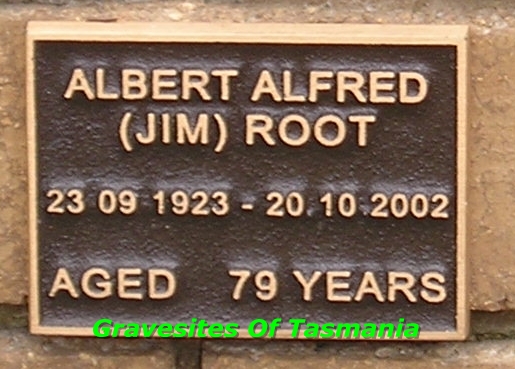 ALBERT ALFRED
(JIM) ROOT
23 09 1923 - 20.10.2002
AGED 79 YEARS
Gravesites Of Tasmania